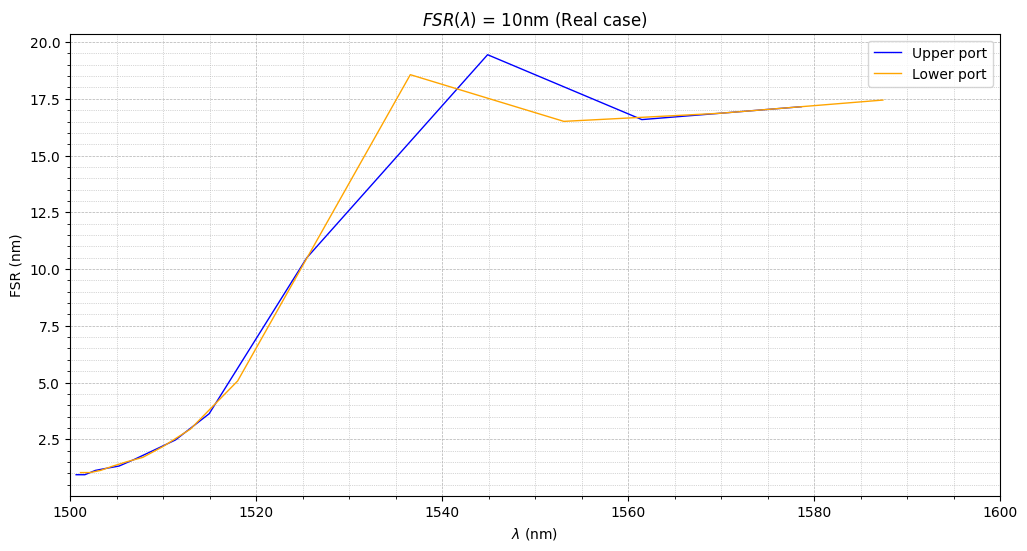 FSR(λ) = 10nm (Real case)
Upper port
Lower port
20.0
17.5
15.0
12.5
10.0
7.5
5.0
2.5
FSR (nm)
1500 1520 1540 1560 1580 1600
λ (nm)